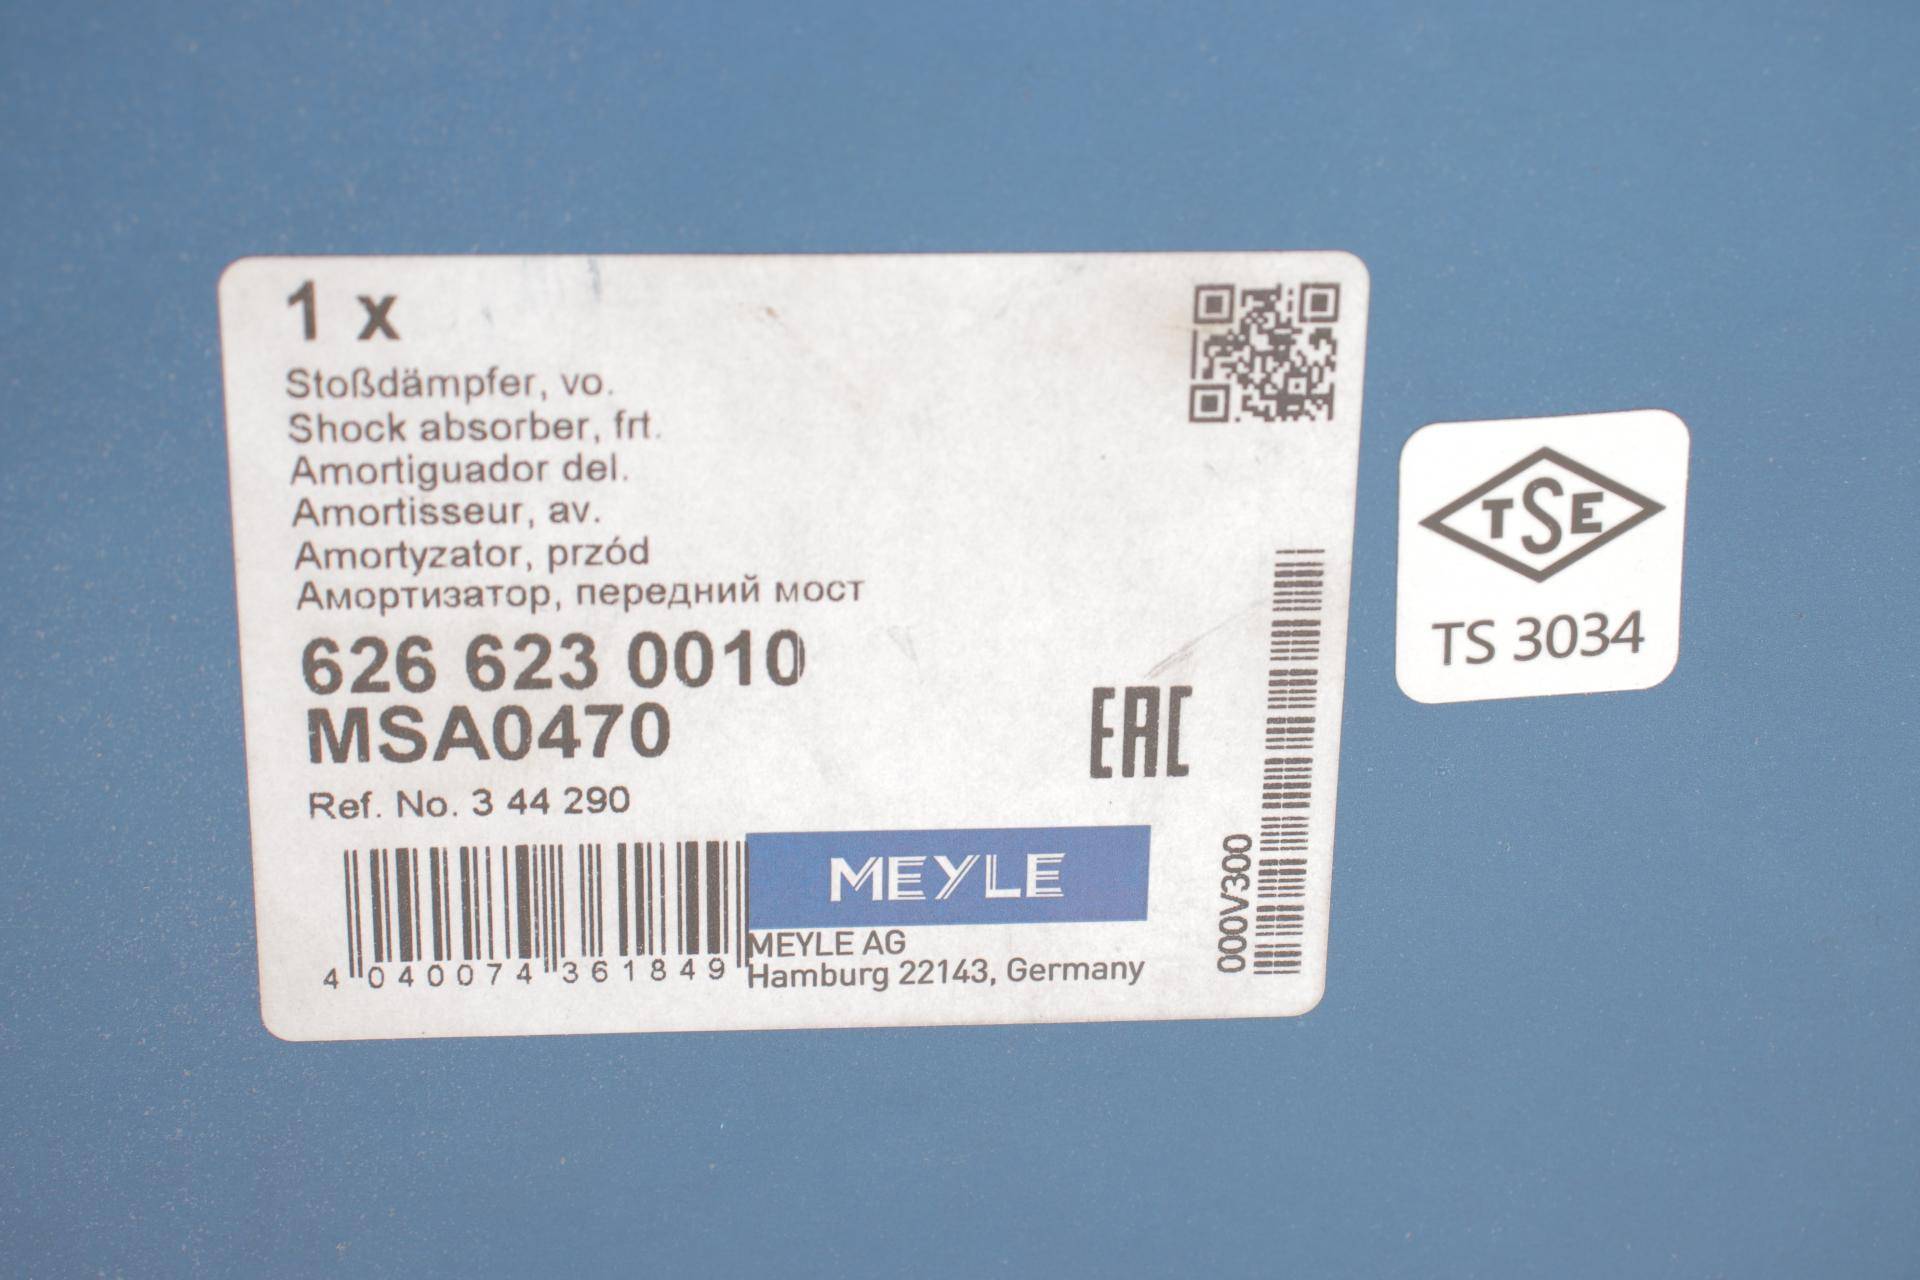 1 x
Stoßdämpfer, vo.
Shock absorber, frt.
Amortiguador del.
Amortisseur, av.
Amortyzator, przód
Амортизатор, передний мост
626 623 0010
MSA0470
Ref. No. 3 44 290
4 040074 361849
MEYLE
MEYLE AG
Hamburg 22143, Germany
EAC
000V300
TSE
TS 3034